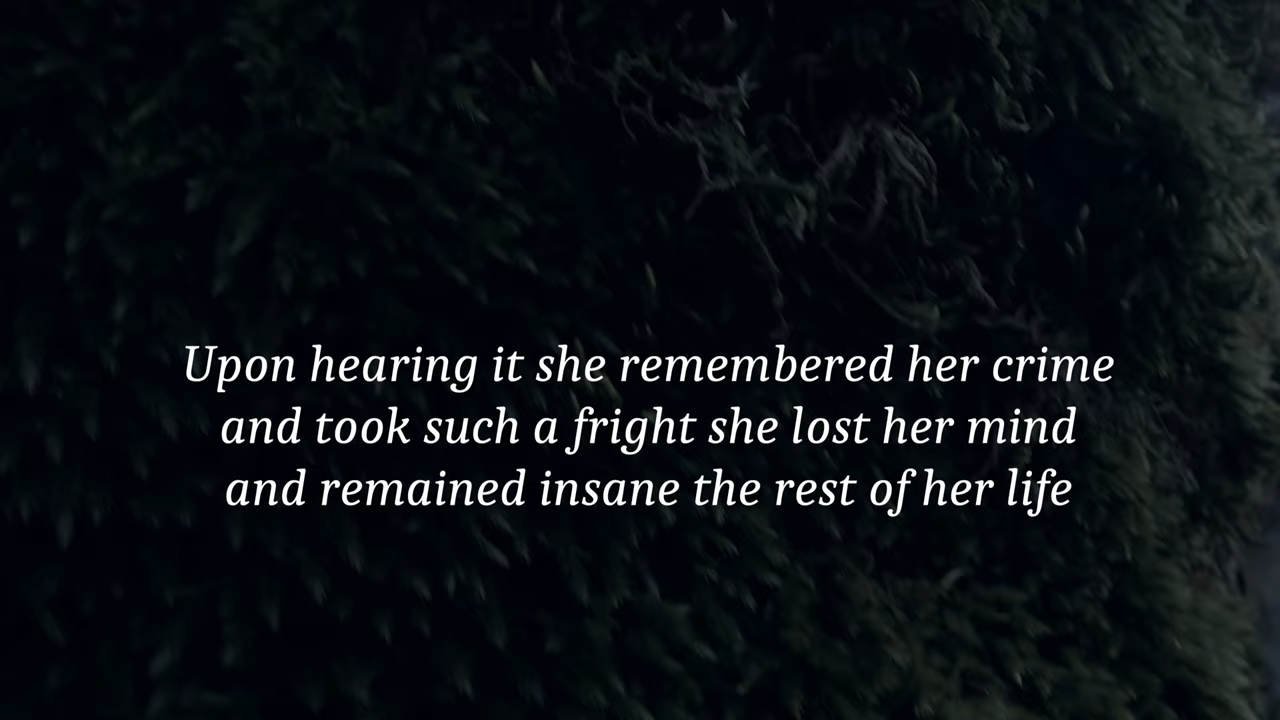 Upon hearing it she remembered her crime
and took such a fright she lost her mind
and remained insane the rest of her life